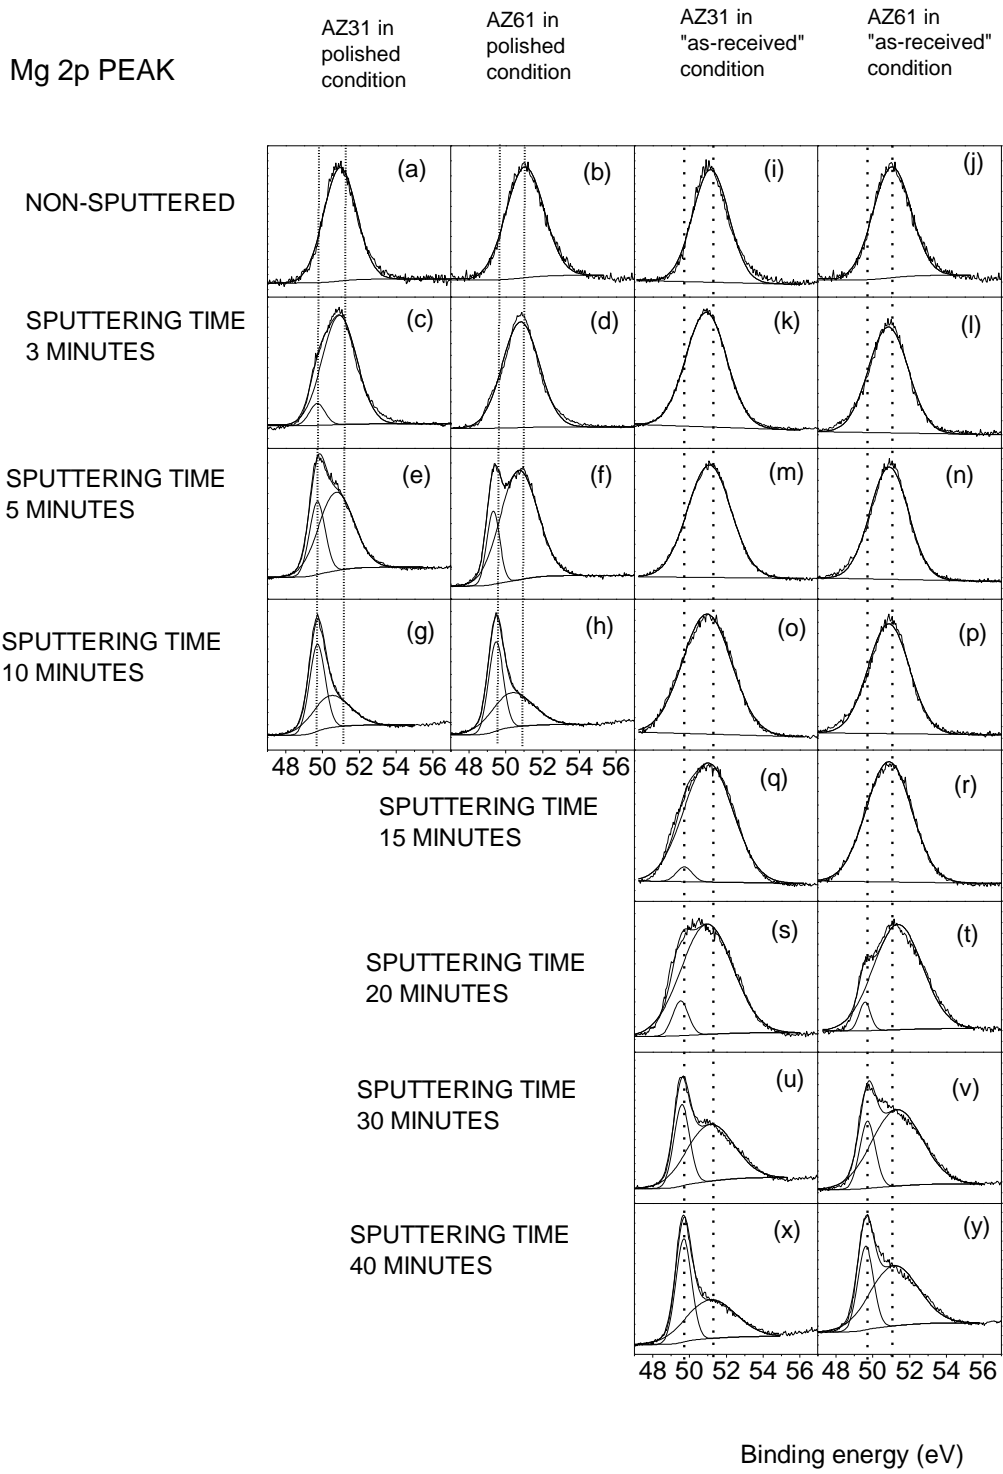 Mg 2p PEAK
AZ31 in
polished
condition
AZ61 in
polished
condition
AZ31 in
"as-received"
condition
AZ61 in
"as-received"
condition
NON-SPUTTERED
(a)
(b)
(i)
(j)
SPUTTERING TIME
3 MINUTES
(c)
(d)
(k)
(l)
SPUTTERING TIME
5 MINUTES
(e)
(f)
(m)
(n)
SPUTTERING TIME
10 MINUTES
(g)
(h)
(o)
(p)
48 50 52 54 56
48 50 52 54 56
SPUTTERING TIME
15 MINUTES
(q)
(r)
SPUTTERING TIME
20 MINUTES
(s)
(t)
SPUTTERING TIME
30 MINUTES
(u)
(v)
SPUTTERING TIME
40 MINUTES
(x)
(y)
48 50 52 54 56
48 50 52 54 56
Binding energy (eV)